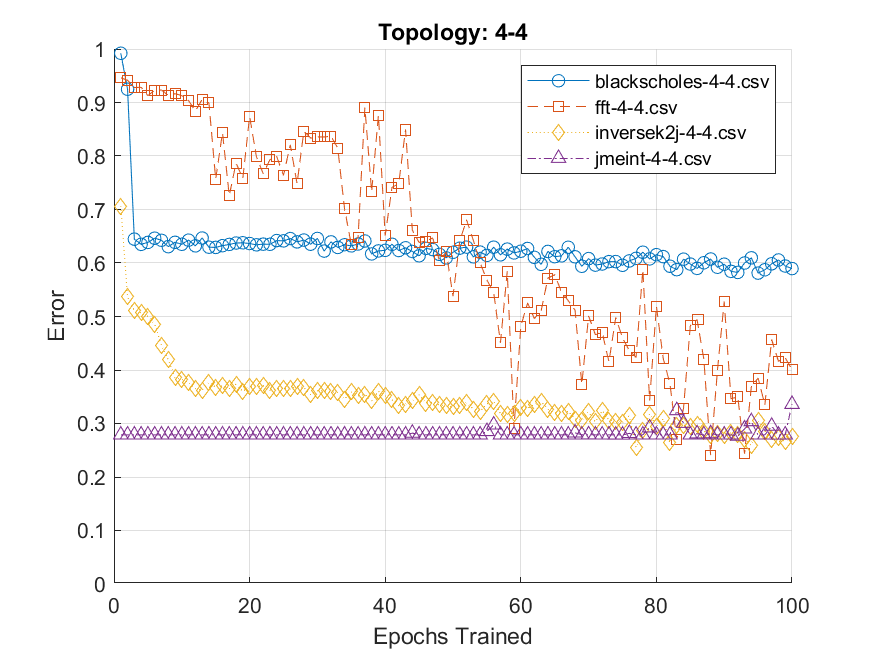 Topology: 4-4
1
0.9
0.8
0.7
0.6
0.5
0.4
0.3
0.2
0.1
0
Error
blackscholes-4-4.csv
fft-4-4.csv
inversek2j-4-4.csv
jmeint-4-4.csv
0 20 40 60 80 100
Epochs Trained